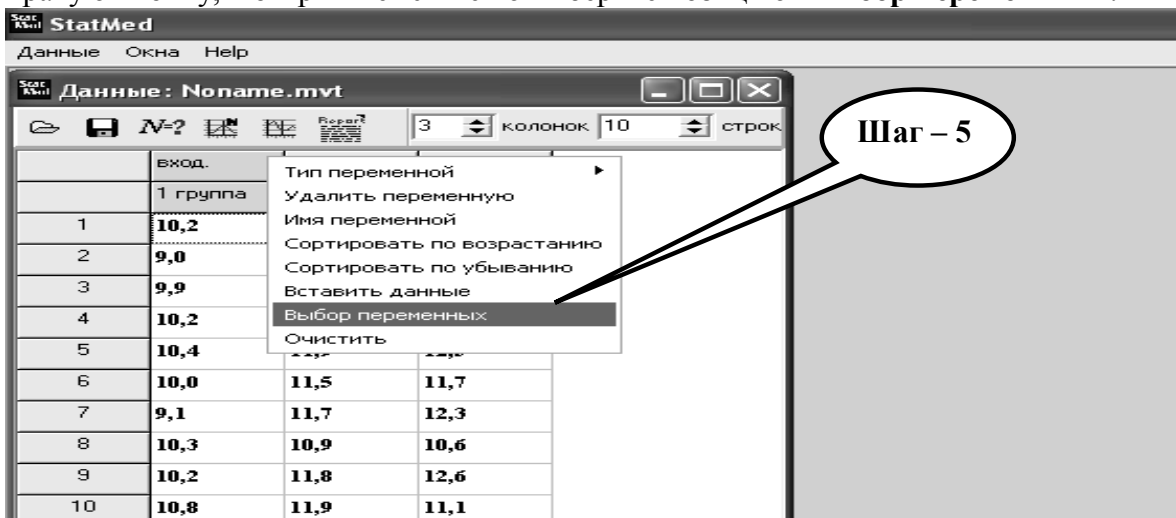 StatMed
Данные Окна Help
Данные: Noname.mvt
N=? Report 3 колонок 10 строк
Шаг – 5
вход.
1 группа
Тип переменной
Удалить переменную
Имя переменной
Сортировать по возрастанию
Сортировать по убыванию
Вставить данные
Выбор переменных
Очистить
1 10,2
2 9,0
3 9,9
4 10,2
5 10,4
6 10,0 11,5 11,7
7 9,1 11,7 12,3
8 10,3 10,9 10,6
9 10,2 11,8 12,6
10 10,8 11,9 11,1